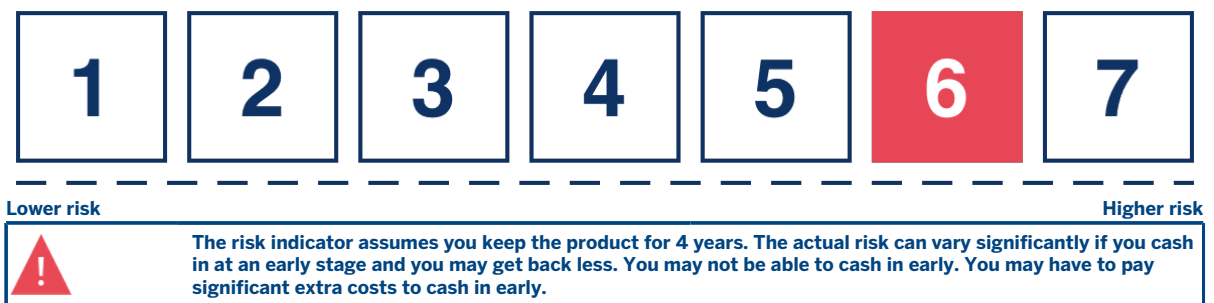 1 2 3 4 5 6 7
Lower risk Higher risk
!
The risk indicator assumes you keep the product for 4 years. The actual risk can vary significantly if you cash
in at an early stage and you may get back less. You may not be able to cash in early. You may have to pay
significant extra costs to cash in early.